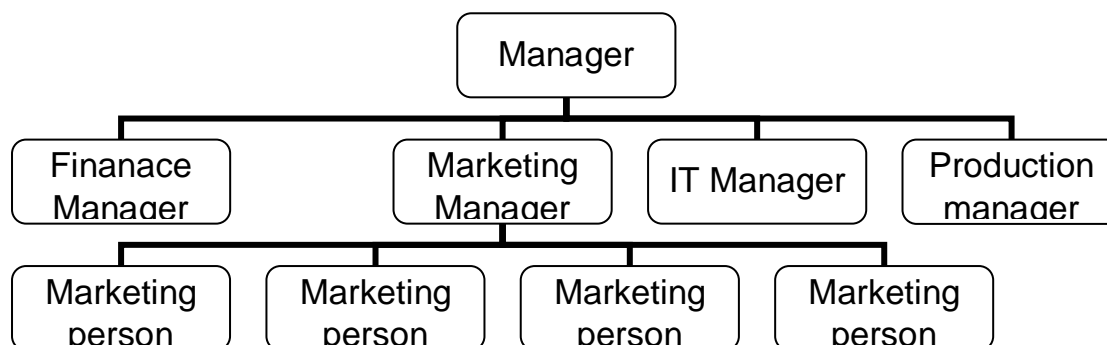 Manager
Finanace
Manager
Marketing
Manager
IT Manager
Production
manager
Marketing
person
Marketing
person
Marketing
person
Marketing
person